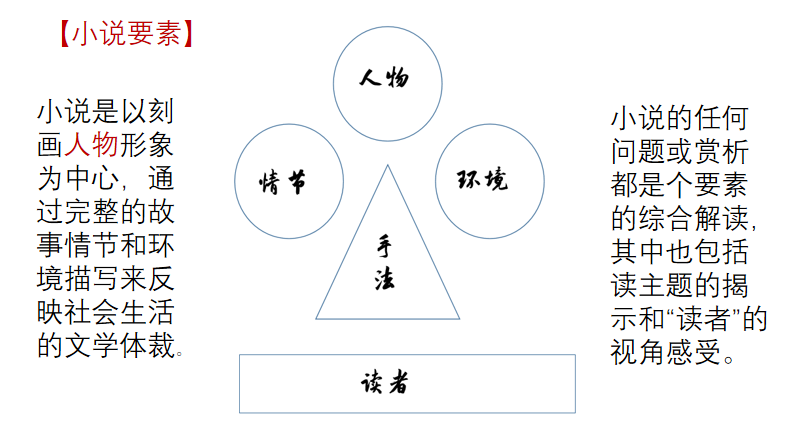 【小说要素】
人物
情节
环境
手
法
读者
小说是以刻
画人物形象
为中心，通
过完整的故
事情节和环
境描写来反
映社会生活
的文学体裁。
小说的任何
问题或赏析
都是个要素
的综合解读，
其中也包括
读主题的揭
示和“读者”的
视角感受。